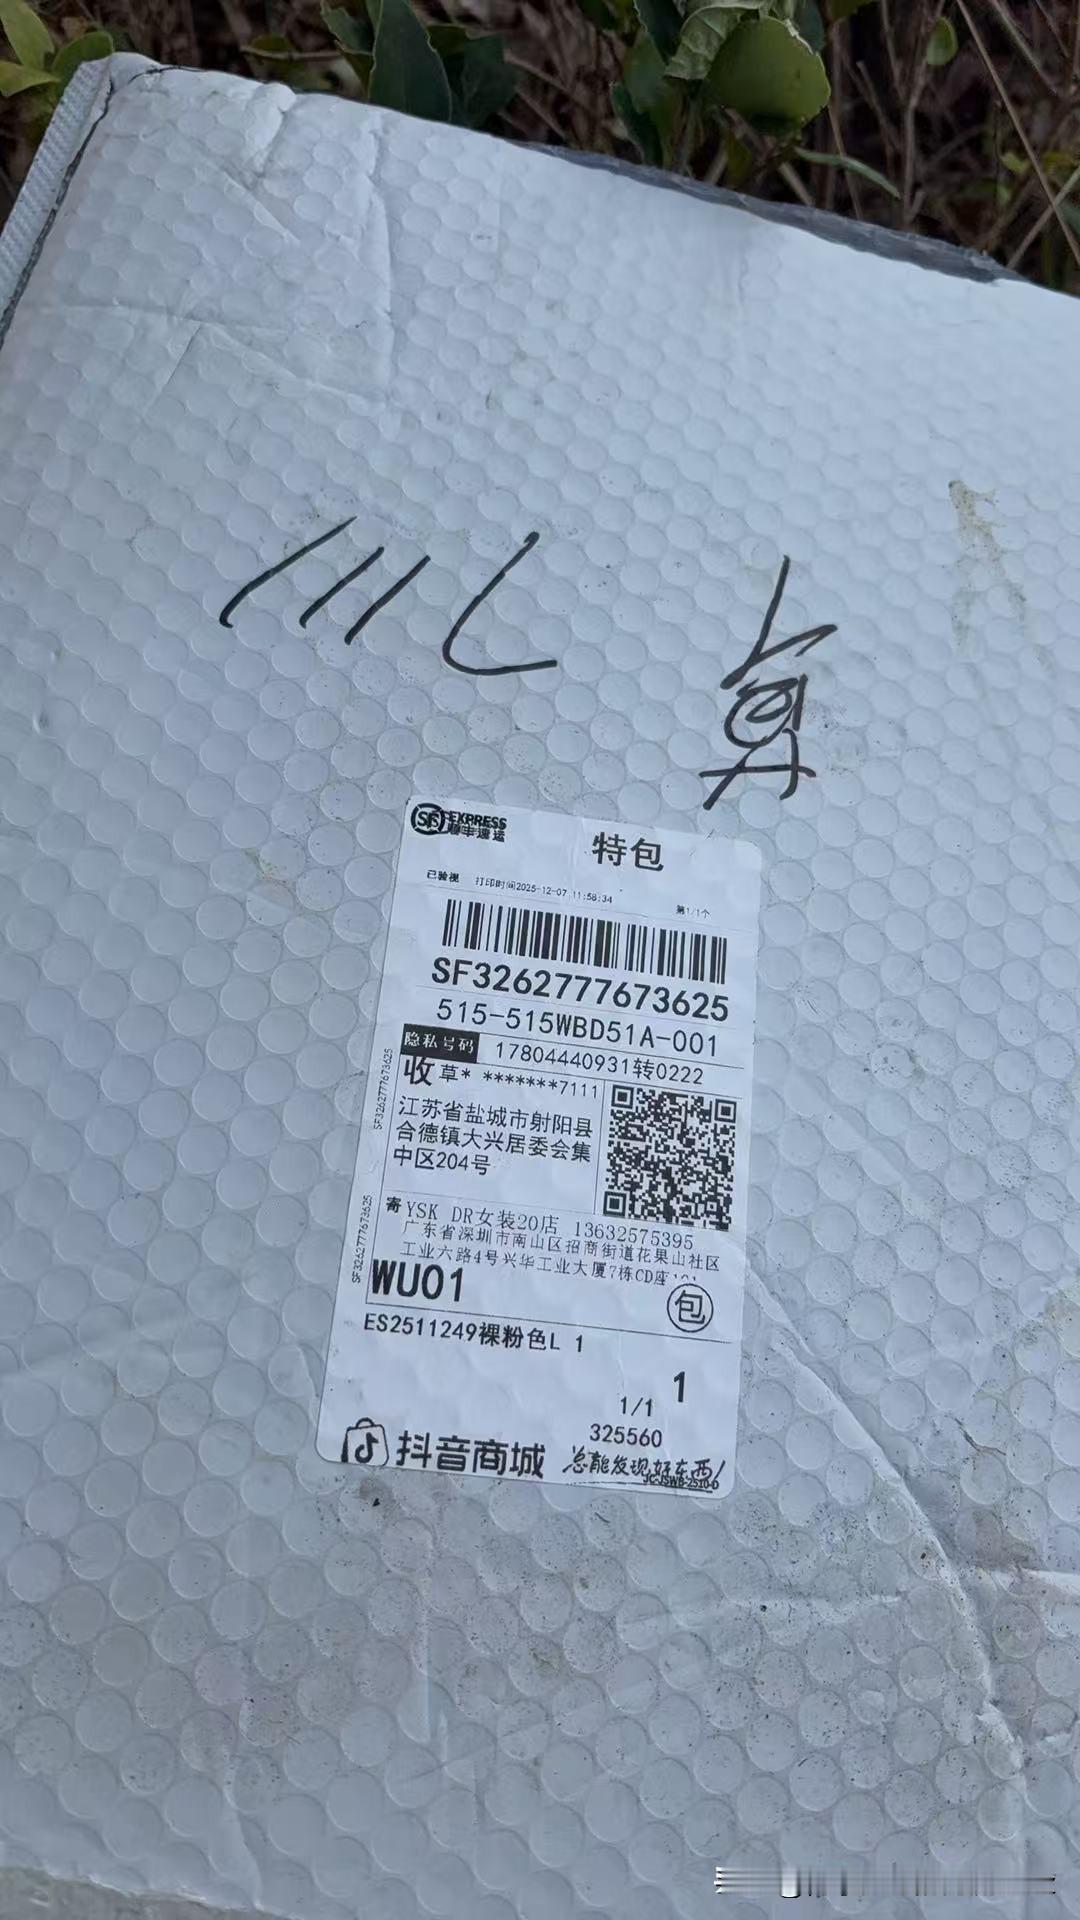 SF EXPRESS
顺丰速运
特包
已验视 打印时间2025-12-07 11:58:34 第1/1个
SF3262777673625
515-515WBD51A-001
隐私号码 17804440931转0222
收 草* *******7111
江苏省盐城市射阳县
合德镇大兴居委会集
中区204号
SF3262777673625
SF3262777673625
寄 YSK DR女装20店 13632575395
广东省深圳市南山区招商街道花果山社区
工业六路4号兴华工业大厦7栋CD座
WU01
包
ES2511249裸粉色L 1
1
1/1
325560
抖音商城 总能发现好东西!
JC-JSWB-2510-D